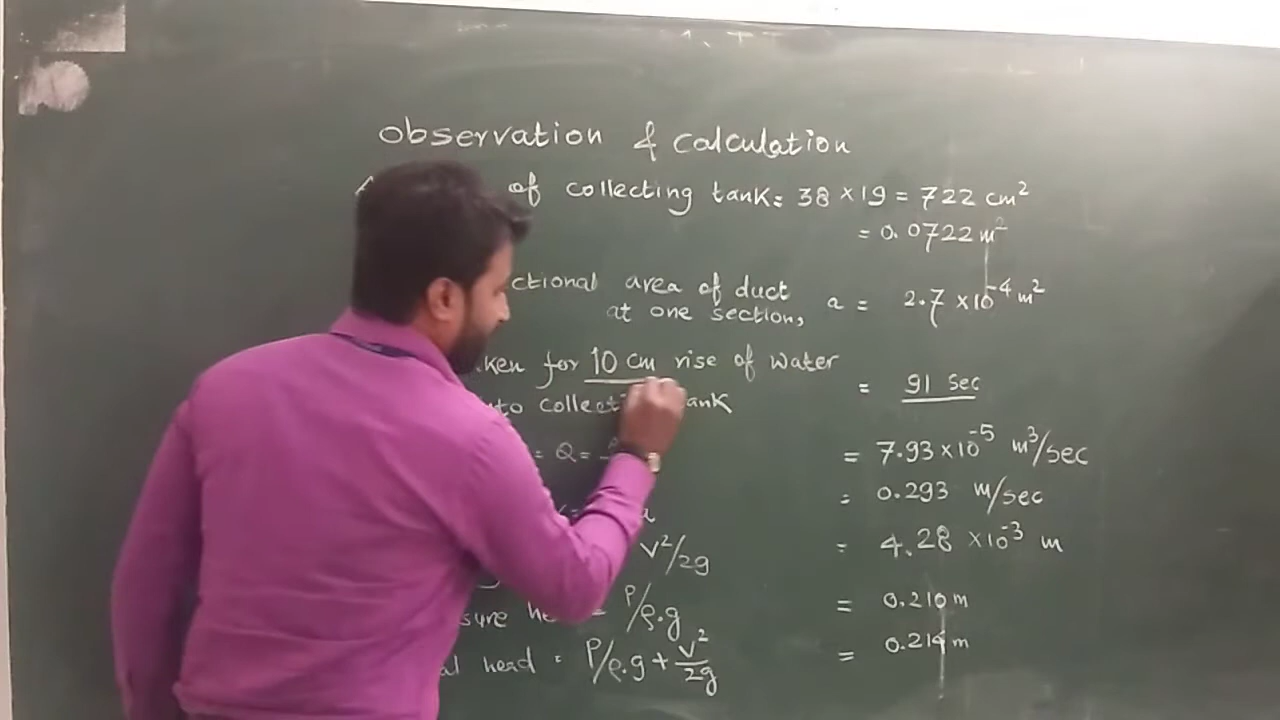 Observation & Calculation
of collecting tank = 38 × 19 = 722 cm²
= 0.0722 m²
ctional area of duct
at one section, a = 2.7 × 10⁻⁴ m²
ken for 10 cm rise of water
= 91 sec
nto collecti ank
= Q = = 7.93 × 10⁻⁵ m³/sec
= 0.293 m/sec
V²/2g = 4.28 × 10⁻³ m
sure he = P/ρ.g = 0.210 m
al head = P/ρ.g + V²/2g = 0.214 m